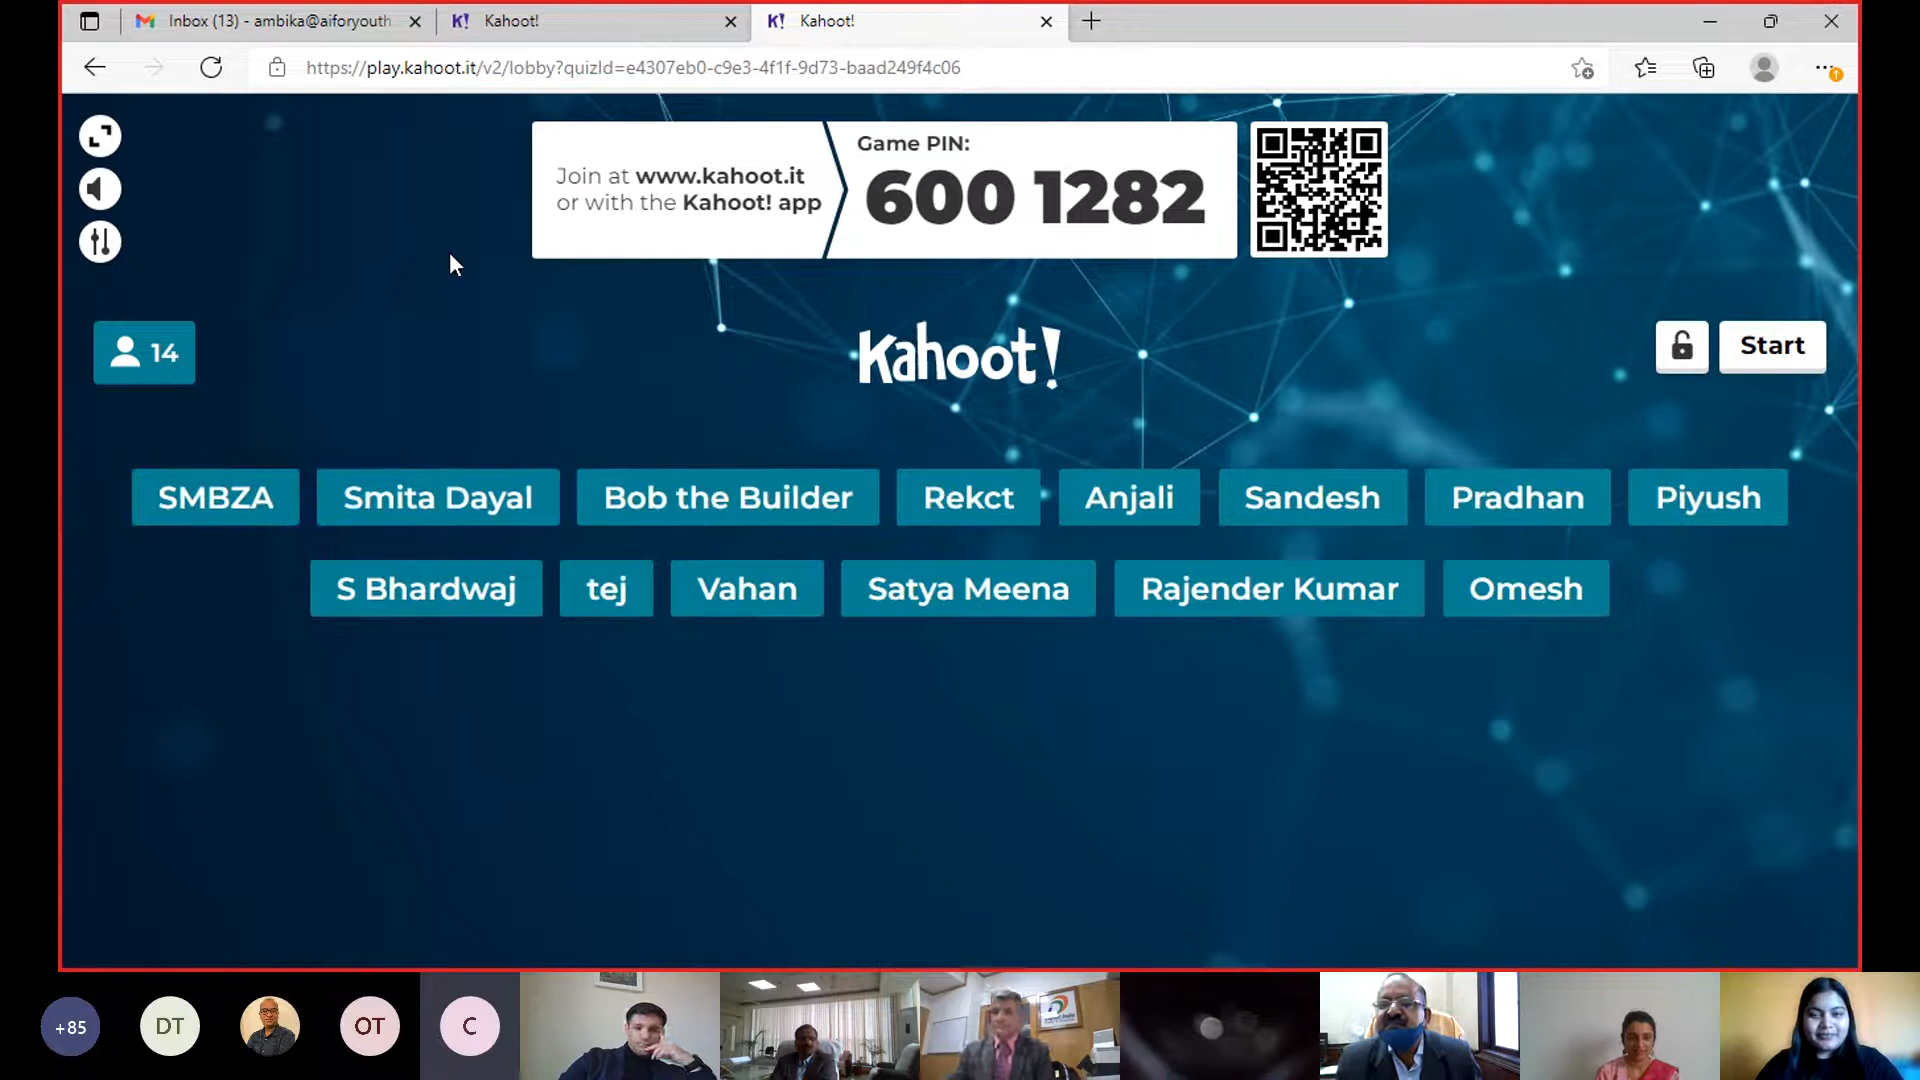 Inbox (13) - ambika@aiforyouth
Kahoot!
Kahoot!
https://play.kahoot.it/v2/lobby?quizId=e4307eb0-c9e3-4f1f-9d73-baad249f4c06
Join at www.kahoot.it
or with the Kahoot! app
Game PIN:
600 1282
14
Kahoot!
Start
SMBZA Smita Dayal Bob the Builder Rekct Anjali Sandesh Pradhan Piyush
S Bhardwaj tej Vahan Satya Meena Rajender Kumar Omesh
+85 DT OT C